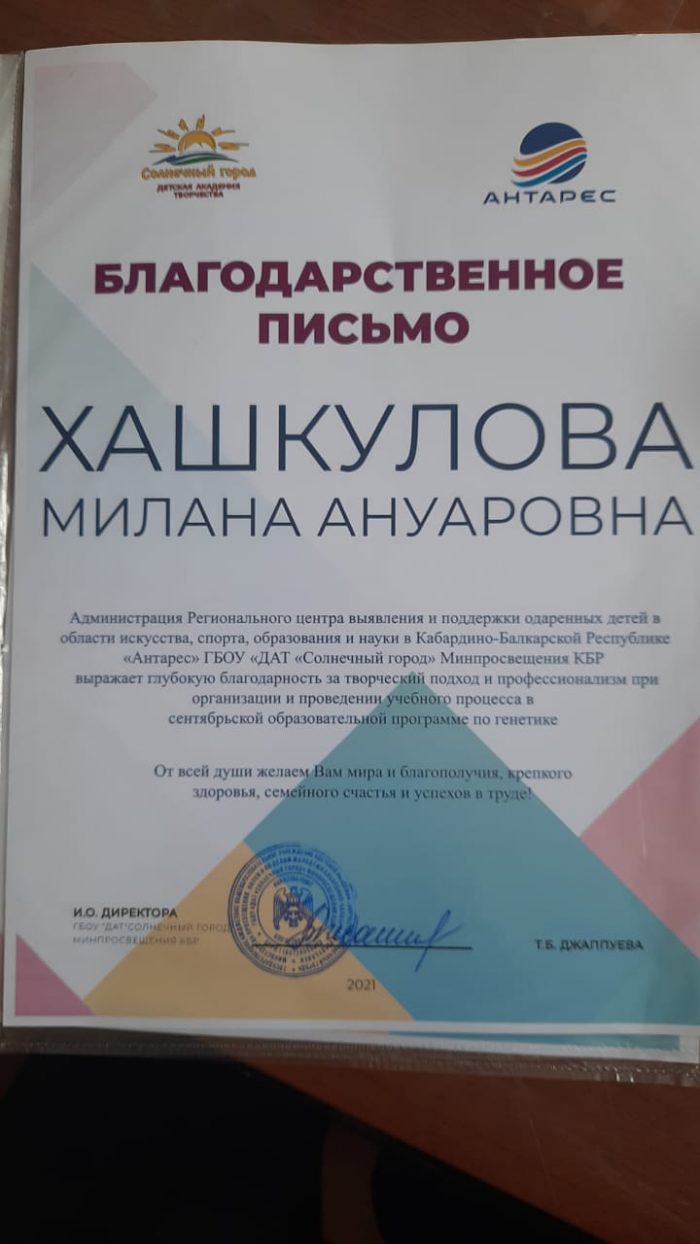 Солнечный город
ДЕТСКАЯ АКАДЕМИЯ
ТВОРЧЕСТВА
АНТАРЕС
БЛАГОДАРСТВЕННОЕ
ПИСЬМО
ХАШКУЛОВА
МИЛАНА АНУАРОВНА
Администрация Регионального центра выявления и поддержки одаренных детей в
области искусства, спорта, образования и науки в Кабардино-Балкарской Республике
«Антарес» ГБОУ «ДАТ «Солнечный город» Минпросвещения КБР
выражает глубокую благодарность за творческий подход и профессионализм при
организации и проведении учебного процесса в
сентябрьской образовательной программе по генетике
От всей души желаем Вам мира и благополучия, крепкого
здоровья, семейного счастья и успехов в труде!
И.О. ДИРЕКТОРА
ГБОУ "ДАТ"СОЛНЕЧНЫЙ ГОРОД
МИНПРОСВЕЩЕНИЯ КБР
Т.Б. ДЖАППУЕВА
2021